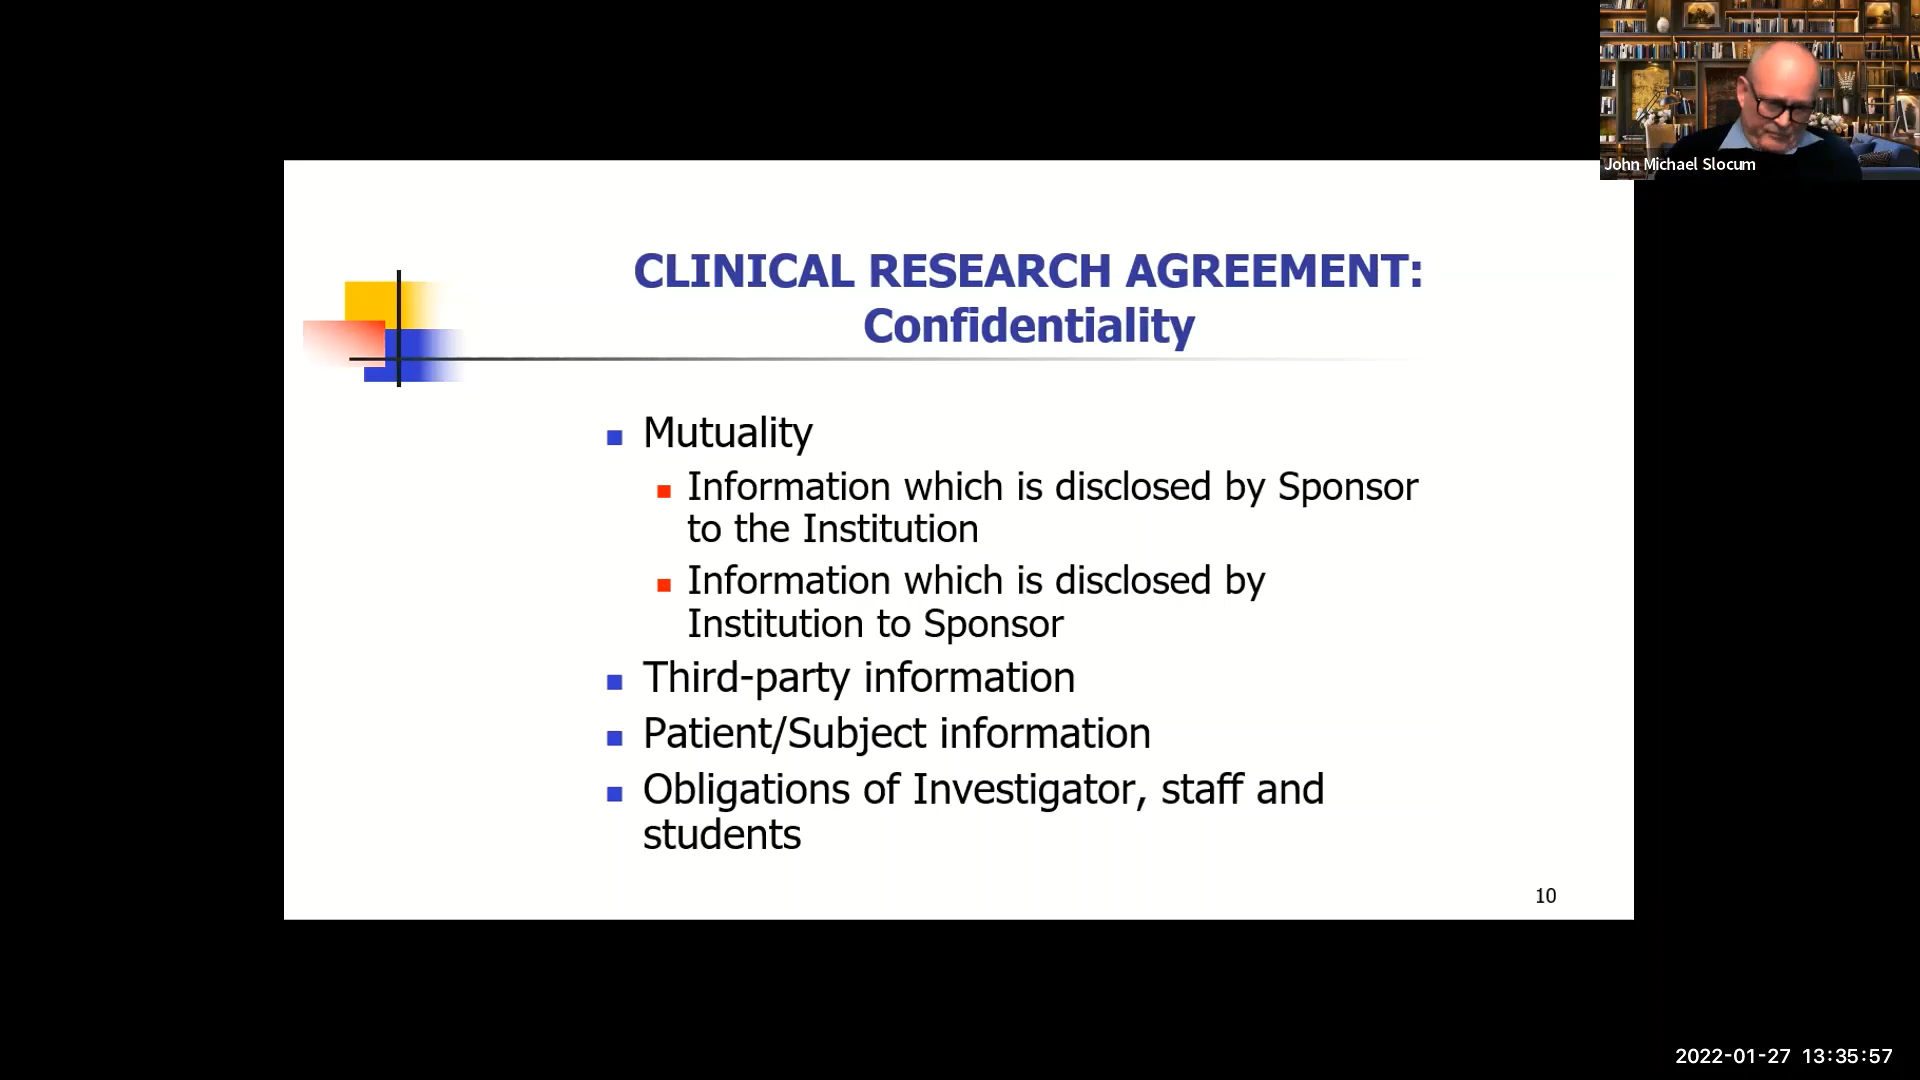 John Michael Slocum
CLINICAL RESEARCH AGREEMENT:
Confidentiality
Mutuality
Information which is disclosed by Sponsor
to the Institution
Information which is disclosed by
Institution to Sponsor
Third-party information
Patient/Subject information
Obligations of Investigator, staff and
students
10
2022-01-27 13:35:57